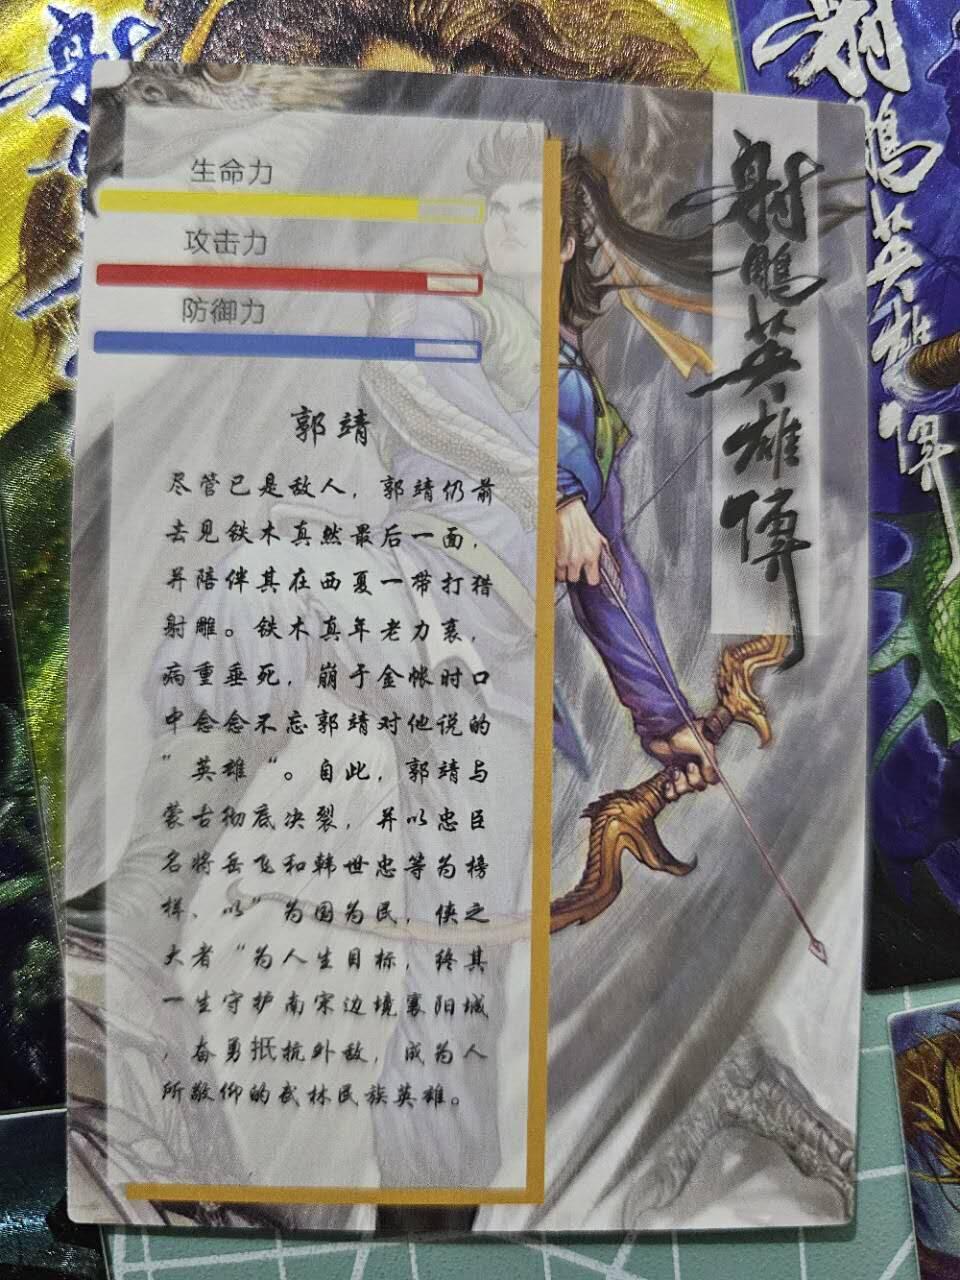 生命力
攻击力
防御力
郭靖
尽管已是敌人，郭靖仍前
去见铁木真然最后一面，
并陪伴其在西夏一带打猎
射雕。铁木真年老力衰，
病重垂死，崩于金帐时口
中念念不忘郭靖对他说的
“英雄“。自此，郭靖与
蒙古彻底决裂，并以忠臣
名将岳飞和韩世忠等为榜
样、以”为国为民，侠之
大者“为人生目标，终其
一生守护南宋边境襄阳城
，奋勇抵抗外敌，成为人
所敬仰的武林民族英雄。
射鵰英雄傳
射鵰英雄傳
射